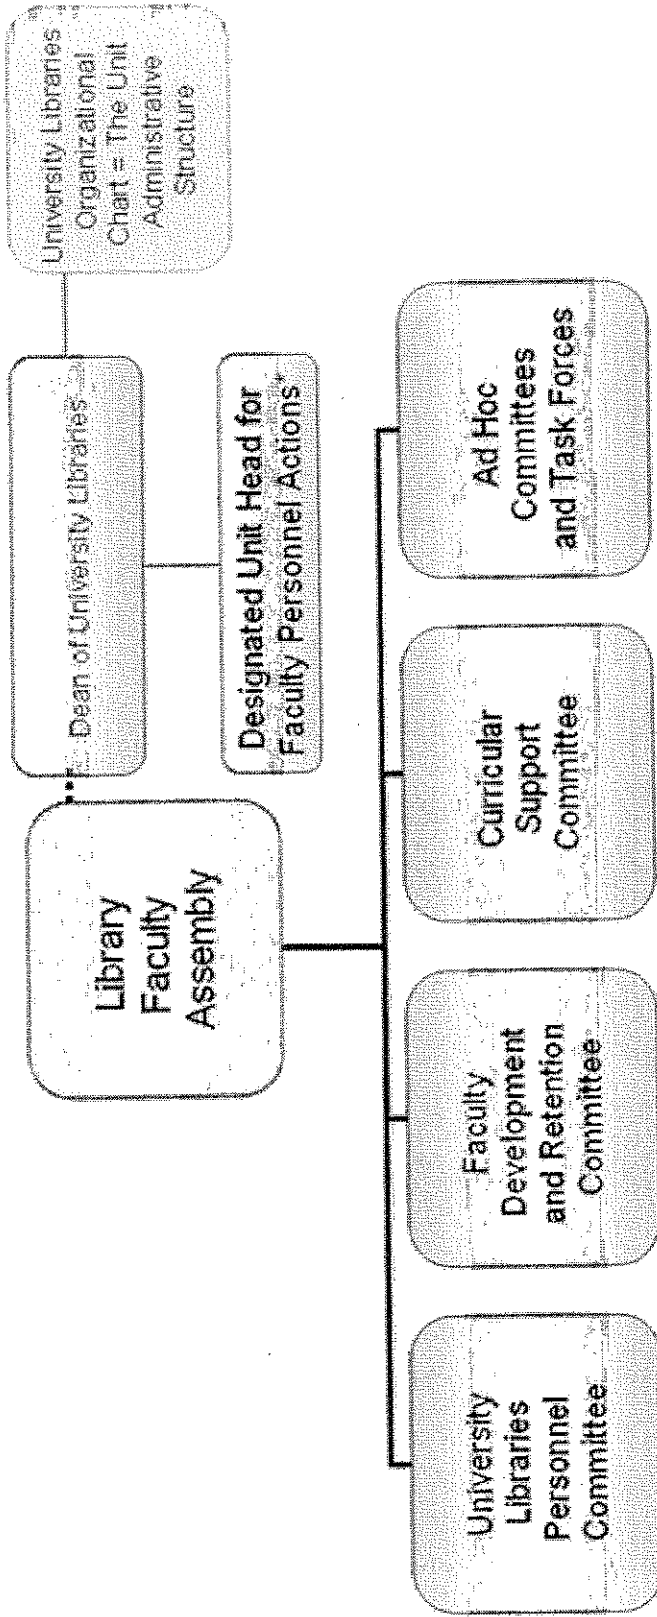 University Libraries
Organizational
Chart = The Unit
Administrative
Structure
Dean of University Libraries
Designated Unit Head for
Faculty Personnel Actions*
Library
Faculty
Assembly
University
Libraries
Personnel
Committee
Faculty
Development
and Retention
Committee
Curricular
Support
Committee
Ad Hoc
Committees
and Task Forces